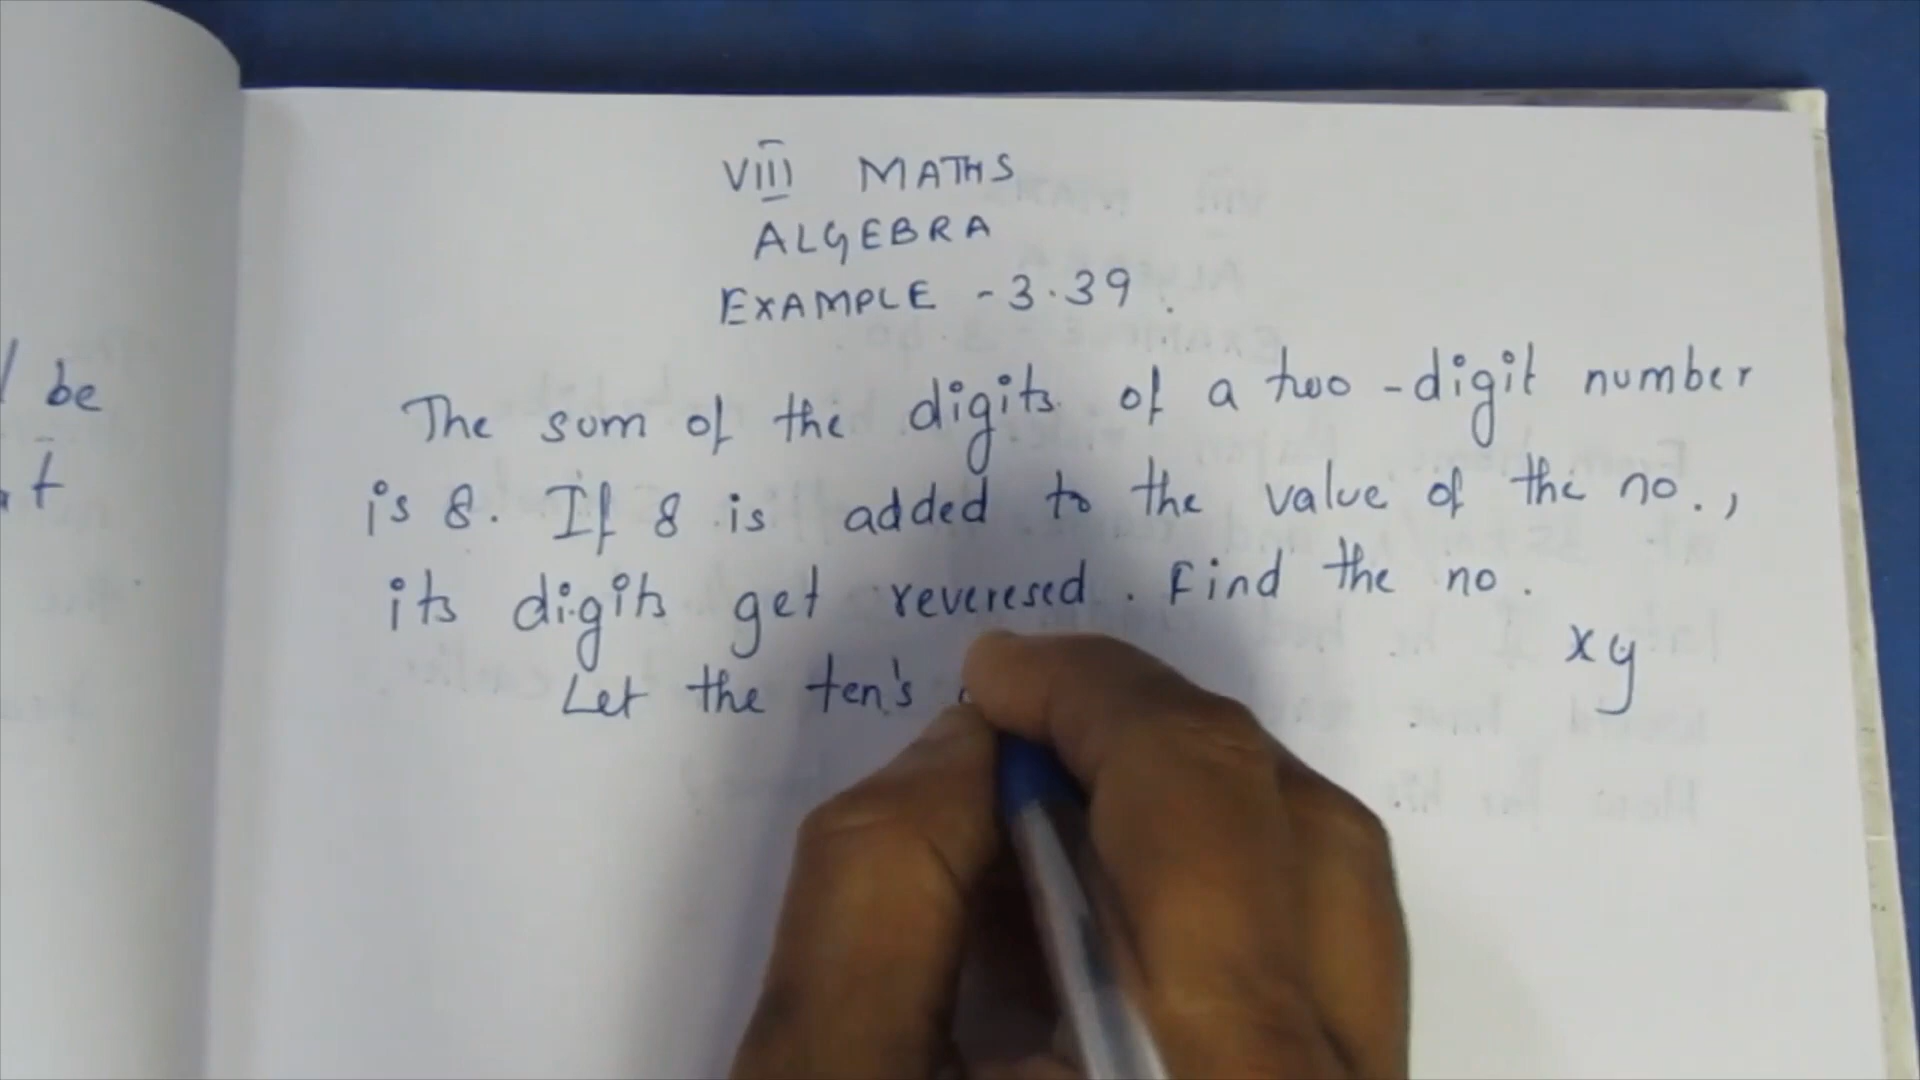 be
t
VIII MATHS
ALGEBRA
EXAMPLE - 3.39.
The sum of the digits of a two-digit number
is 8. If 8 is added to the value of the no.,
its digits get reveresed. Find the no.
xy
Let the ten's